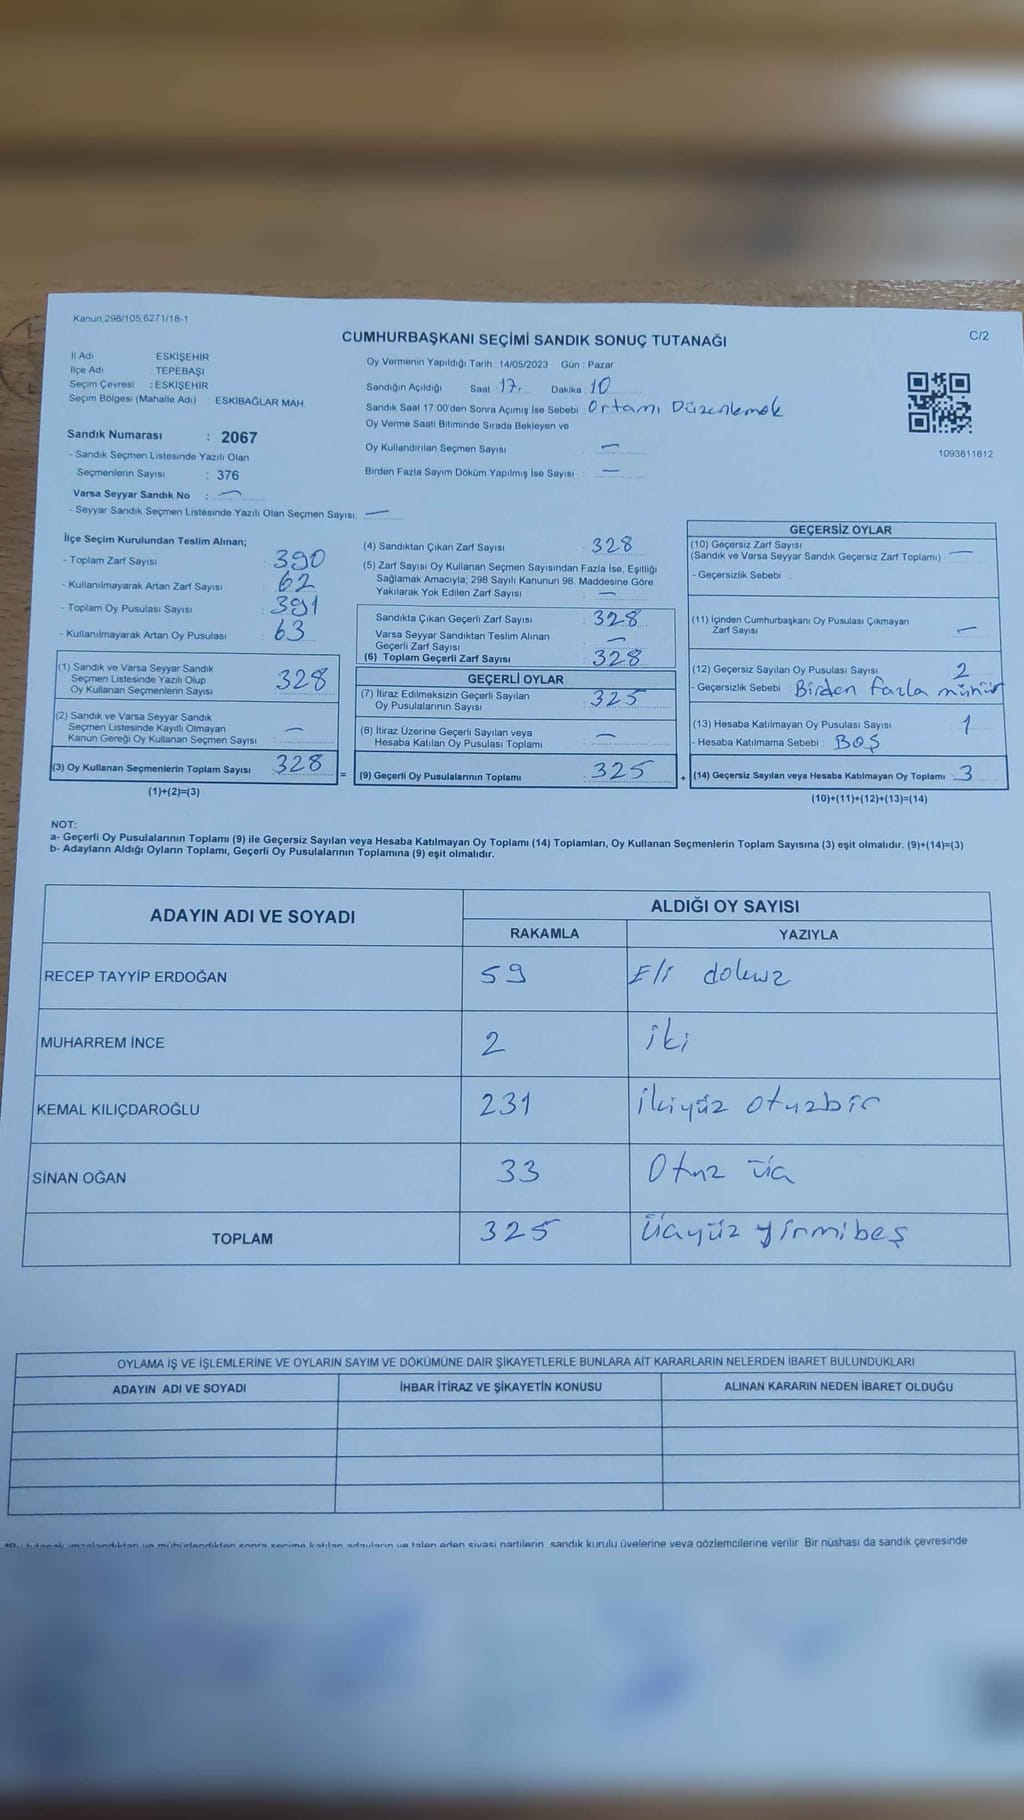 Kanun;298/105;6271/18-1
C/2
CUMHURBAŞKANI SEÇİMİ SANDIK SONUÇ TUTANAĞI
İl Adı ESKİŞEHİR
İlçe Adı : TEPEBAŞI
Seçim Çevresi : ESKİŞEHİR
Seçim Bölgesi (Mahalle Adı) ESKİBAĞLAR MAH.
Sandık Numarası : 2067
- Sandık Seçmen Listesinde Yazılı Olan
Seçmenlerin Sayısı : 376
Varsa Seyyar Sandık No : —
- Seyyar Sandık Seçmen Listesinde Yazılı Olan Seçmen Sayısı: —
Oy Vermenin Yapıldığı Tarih : 14/05/2023 Gün : Pazar
Sandığın Açıldığı Saat : 17. Dakika : 10
Sandık Saat 17:00'den Sonra Açımış İse Sebebi : Ortamı Düzenlemek
Oy Verme Saati Bitiminde Sırada Bekleyen ve
Oy Kullandırılan Seçmen Sayısı : —
Birden Fazla Sayım Döküm Yapılmış İse Sayısı : —
1093811812
İlçe Seçim Kurulundan Teslim Alınan;
- Toplam Zarf Sayısı : 390
- Kullanılmayarak Artan Zarf Sayısı : 62
- Toplam Oy Pusulası Sayısı : 391
- Kullanılmayarak Artan Oy Pusulası : 63
(1) Sandık ve Varsa Seyyar Sandık
Seçmen Listesinde Yazılı Olup
Oy Kullanan Seçmenlerin Sayısı : 328
(2) Sandık ve Varsa Seyyar Sandık
Seçmen Listesinde Kayıtlı Olmayan
Kanun Gereği Oy Kullanan Seçmen Sayısı : —
(3) Oy Kullanan Seçmenlerin Toplam Sayısı : 328
(1)+(2)=(3)
=
(4) Sandıktan Çıkan Zarf Sayısı : 328
(5) Zarf Sayısı Oy Kullanan Seçmen Sayısından Fazla İse, Eşitliği
Sağlamak Amacıyla; 298 Sayılı Kanunun 98. Maddesine Göre
Yakılarak Yok Edilen Zarf Sayısı : —
Sandıkta Çıkan Geçerli Zarf Sayısı : 328
Varsa Seyyar Sandıktan Teslim Alınan
Geçerli Zarf Sayısı : —
(6) Toplam Geçerli Zarf Sayısı : 328
GEÇERLİ OYLAR
(7) İtiraz Edilmeksizin Geçerli Sayılan
Oy Pusulalarının Sayısı : 325
(8) İtiraz Üzerine Geçerli Sayılan veya
Hesaba Katılan Oy Pusulası Toplamı : —
(9) Geçerli Oy Pusulalarının Toplamı : 325
+
GEÇERSİZ OYLAR
(10) Geçersiz Zarf Sayısı
(Sandık ve Varsa Seyyar Sandık Geçersiz Zarf Toplamı) : —
- Geçersizlik Sebebi :
(11) İçinden Cumhurbaşkanı Oy Pusulası Çıkmayan
Zarf Sayısı : —
(12) Geçersiz Sayılan Oy Pusulası Sayısı : 2
- Geçersizlik Sebebi : Birden fazla mühür
(13) Hesaba Katılmayan Oy Pusulası Sayısı : 1
- Hesaba Katılmama Sebebi : BOŞ
(14) Geçersiz Sayılan veya Hesaba Katılmayan Oy Toplamı : 3
(10)+(11)+(12)+(13)=(14)
NOT:
a- Geçerli Oy Pusulalarının Toplamı (9) ile Geçersiz Sayılan veya Hesaba Katılmayan Oy Toplamı (14) Toplamları, Oy Kullanan Seçmenlerin Toplam Sayısına (3) eşit olmalıdır. (9)+(14)=(3)
b- Adayların Aldığı Oyların Toplamı, Geçerli Oy Pusulalarının Toplamına (9) eşit olmalıdır.
ADAYIN ADI VE SOYADI ALDIĞI OY SAYISI
RAKAMLA YAZIYLA
RECEP TAYYİP ERDOĞAN 59 Elli dokuz
MUHARREM İNCE 2 iki
KEMAL KILIÇDAROĞLU 231 ikiyüz otuzbir
SİNAN OĞAN 33 Otuz üç
TOPLAM 325 Üçyüz yirmibeş
OYLAMA İŞ VE İŞLEMLERİNE VE OYLARIN SAYIM VE DÖKÜMÜNE DAİR ŞİKAYETLERLE BUNLARA AİT KARARLARIN NELERDEN İBARET BULUNDUKLARI
ADAYIN ADI VE SOYADI İHBAR İTİRAZ VE ŞİKAYETİN KONUSU ALINAN KARARIN NEDEN İBARET OLDUĞU
*Bu tutanak imzalandıktan ve mühürlendikten sonra seçime katılan adayların ve talep eden siyasi partilerin, sandık kurulu üyelerine veya gözlemcilerine verilir. Bir nüshası da sandık çevresinde